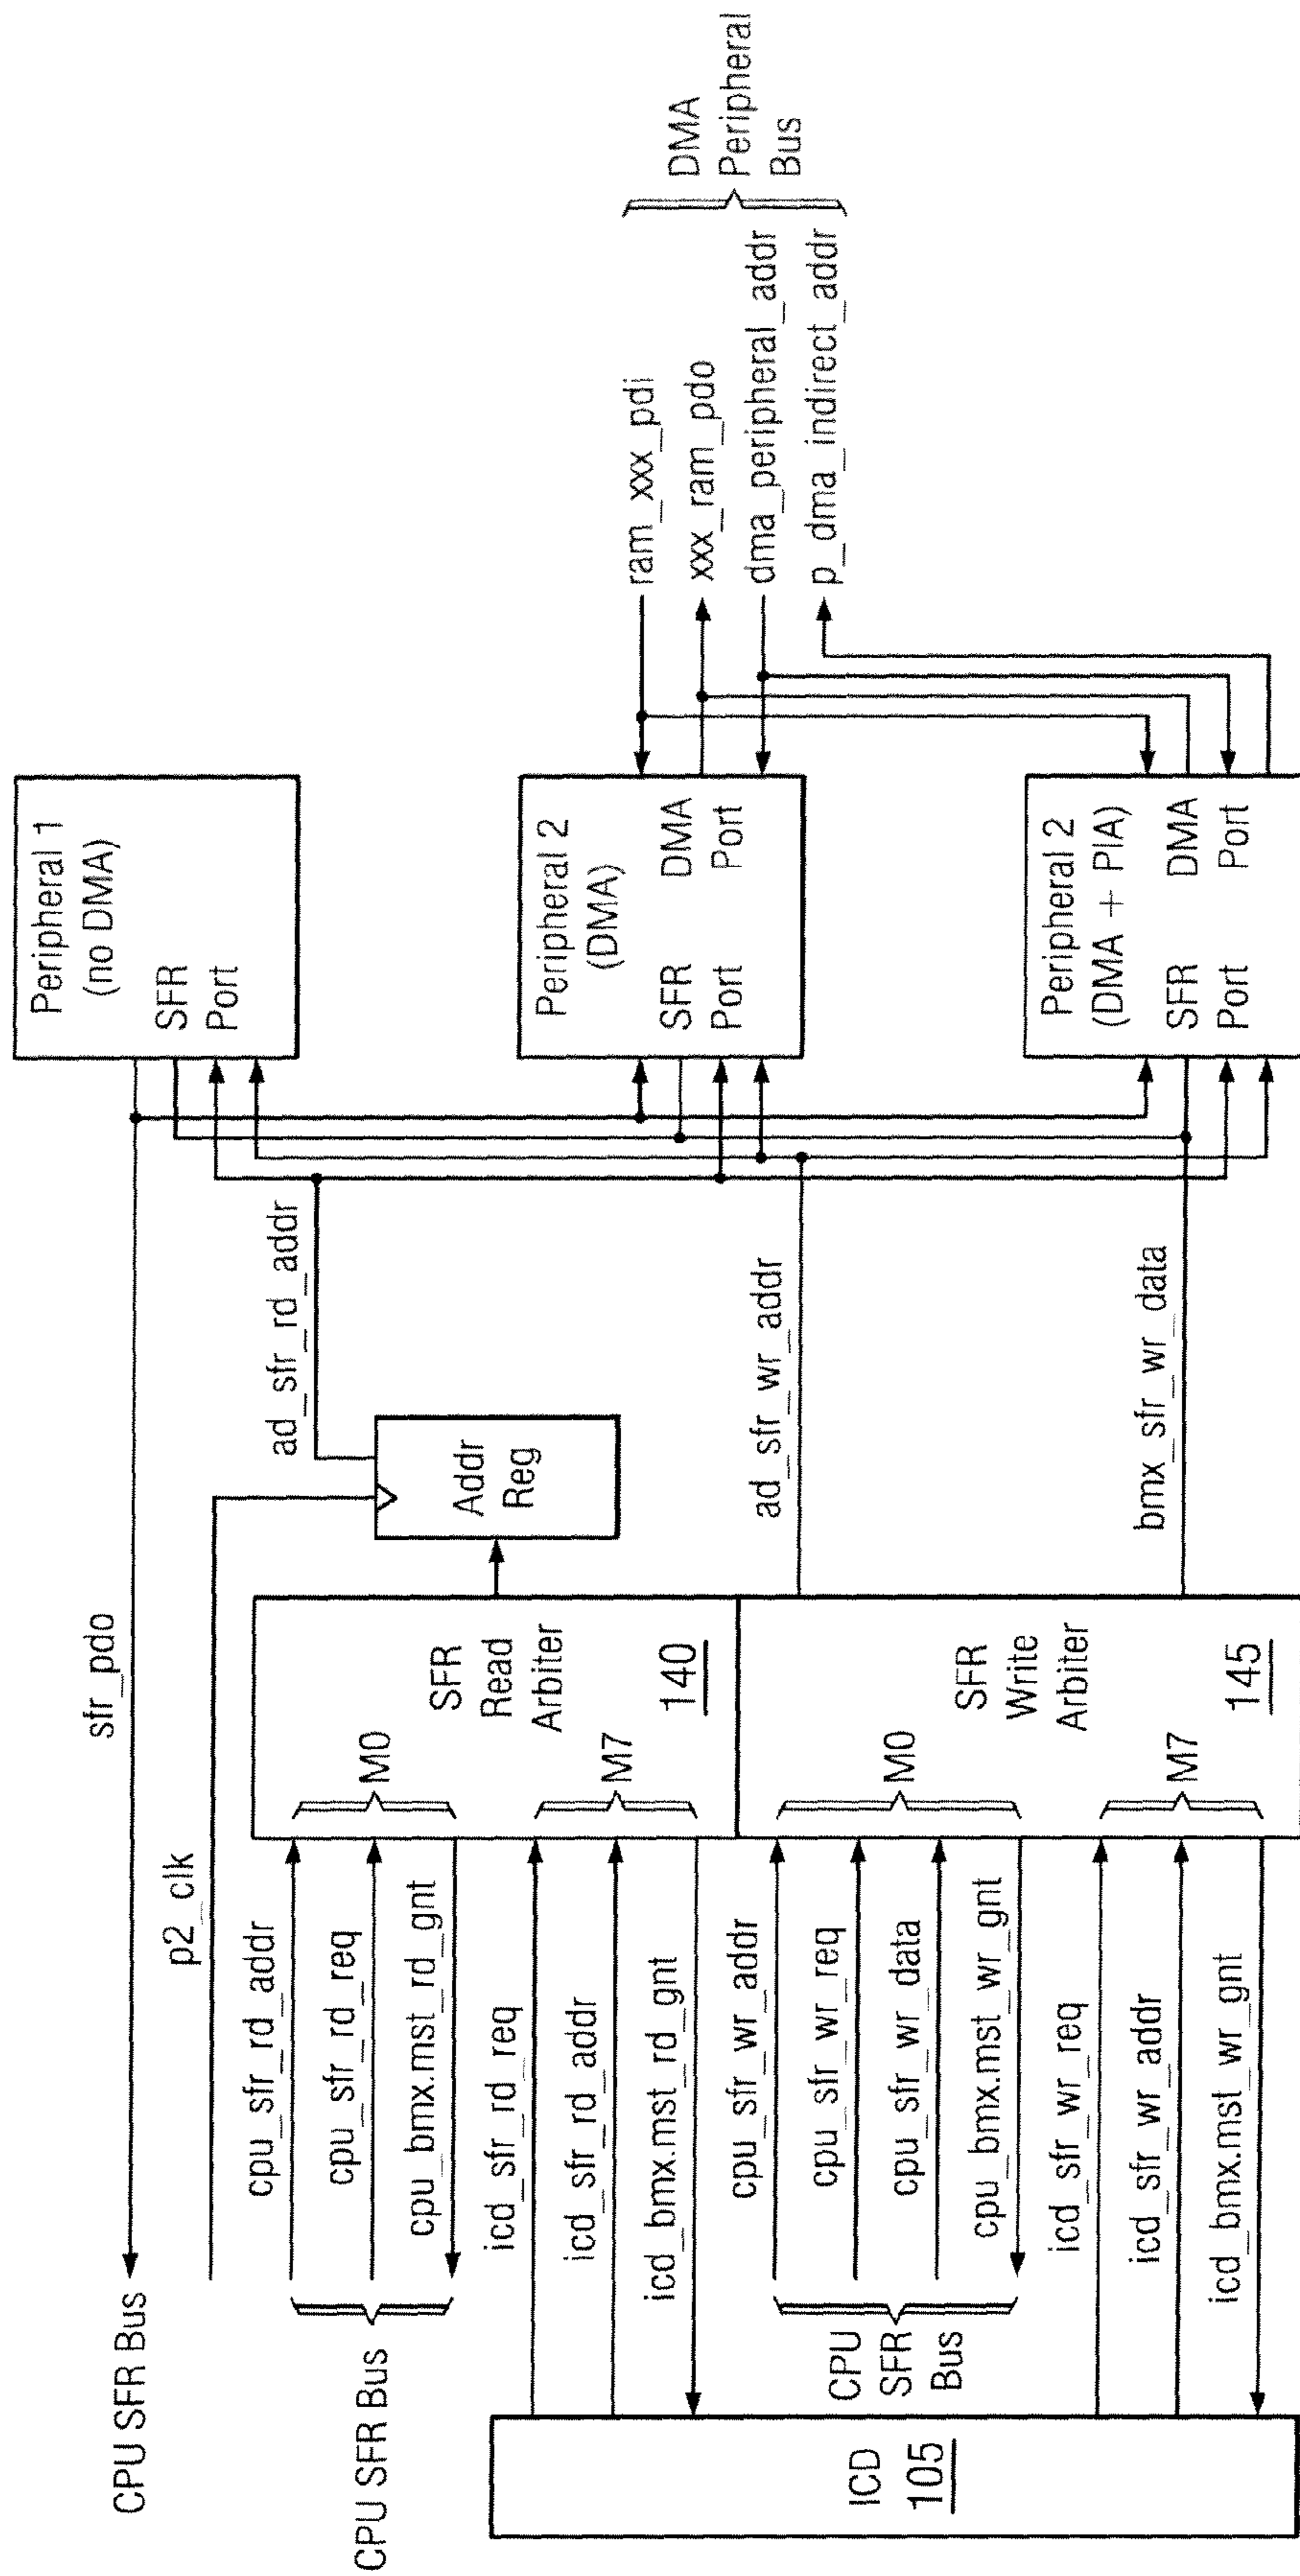 CPU SFR Bus
sfr_pdo
p2_clk
CPU SFR Bus
cpu_sfr_rd_addr
cpu_sfr_rd_req
cpu_bmx.mst_rd_gnt
icd_sfr_rd_req
icd_sfr_rd_addr
icd_bmx.mst_rd_gnt
M0
M7
SFR
Read
Arbiter
140
Addr
Reg
ad_sfr_rd_addr
CPU
SFR
Bus
cpu_sfr_wr_addr
cpu_sfr_wr_req
cpu_sfr_wr_data
cpu_bmx.mst_wr_gnt
icd_sfr_wr_req
icd_sfr_wr_addr
icd_bmx.mst_wr_gnt
M0
M7
SFR
Write
Arbiter
145
ICD
105
ad_sfr_wr_addr
bmx_sfr_wr_data
Peripheral 1
(no DMA)
SFR
Port
Peripheral 2
(DMA)
SFR DMA
Port Port
Peripheral 2
(DMA + PIA)
SFR DMA
Port Port
ram_xxx_pdi
xxx_ram_pdo
dma_peripheral_addr
p_dma_indirect_addr
DMA
Peripheral
Bus